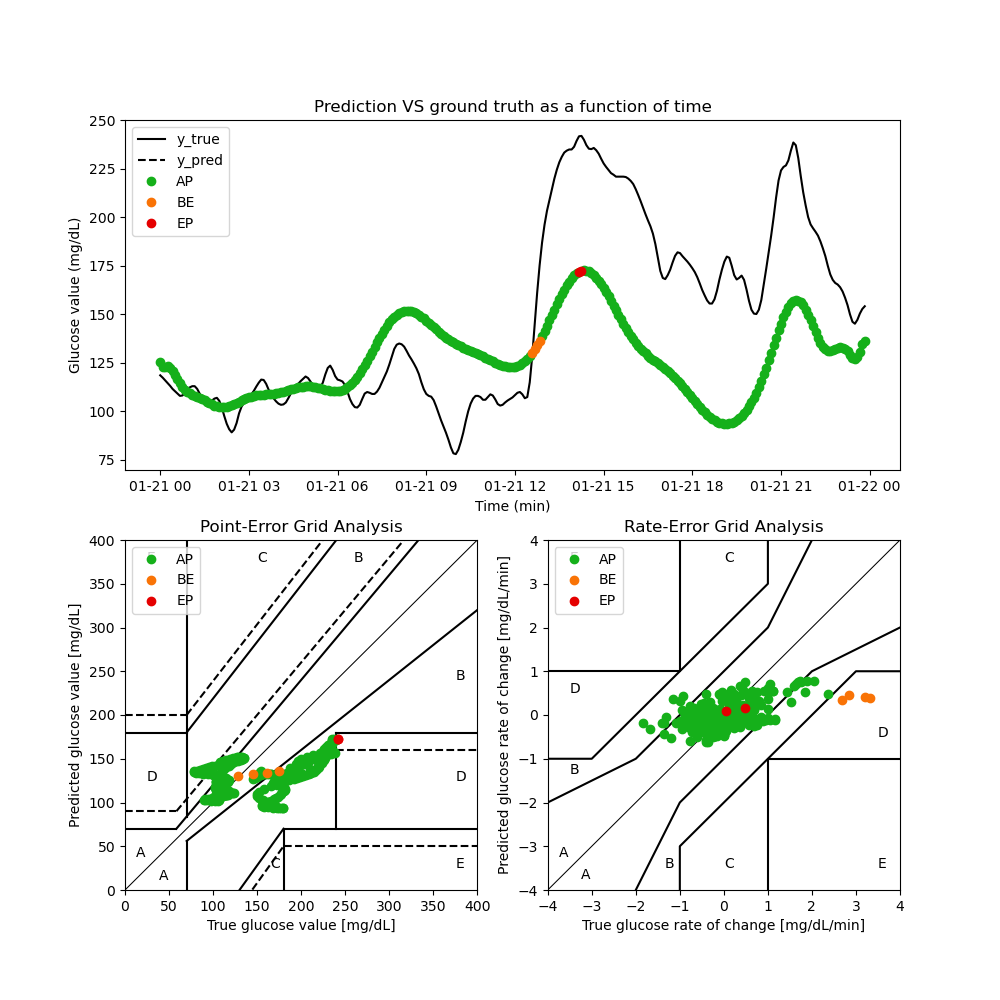 Prediction VS ground truth as a function of time
Glucose value (mg/dL)
250
225
200
175
150
125
100
75
y_true
y_pred
AP
BE
EP
01-21 00 01-21 03 01-21 06 01-21 09 01-21 12 01-21 15 01-21 18 01-21 21 01-22 00
Time (min)
Point-Error Grid Analysis
Predicted glucose value [mg/dL]
400
350
300
250
200
150
100
50
0
AP
BE
EP
C B
B
D D
A
A C E
0 50 100 150 200 250 300 350 400
True glucose value [mg/dL]
Rate-Error Grid Analysis
Predicted glucose rate of change [mg/dL/min]
4
3
2
1
0
−1
−2
−3
−4
AP
BE
EP
C
D
D
B
A
A B C E
−4 −3 −2 −1 0 1 2 3 4
True glucose rate of change [mg/dL/min]